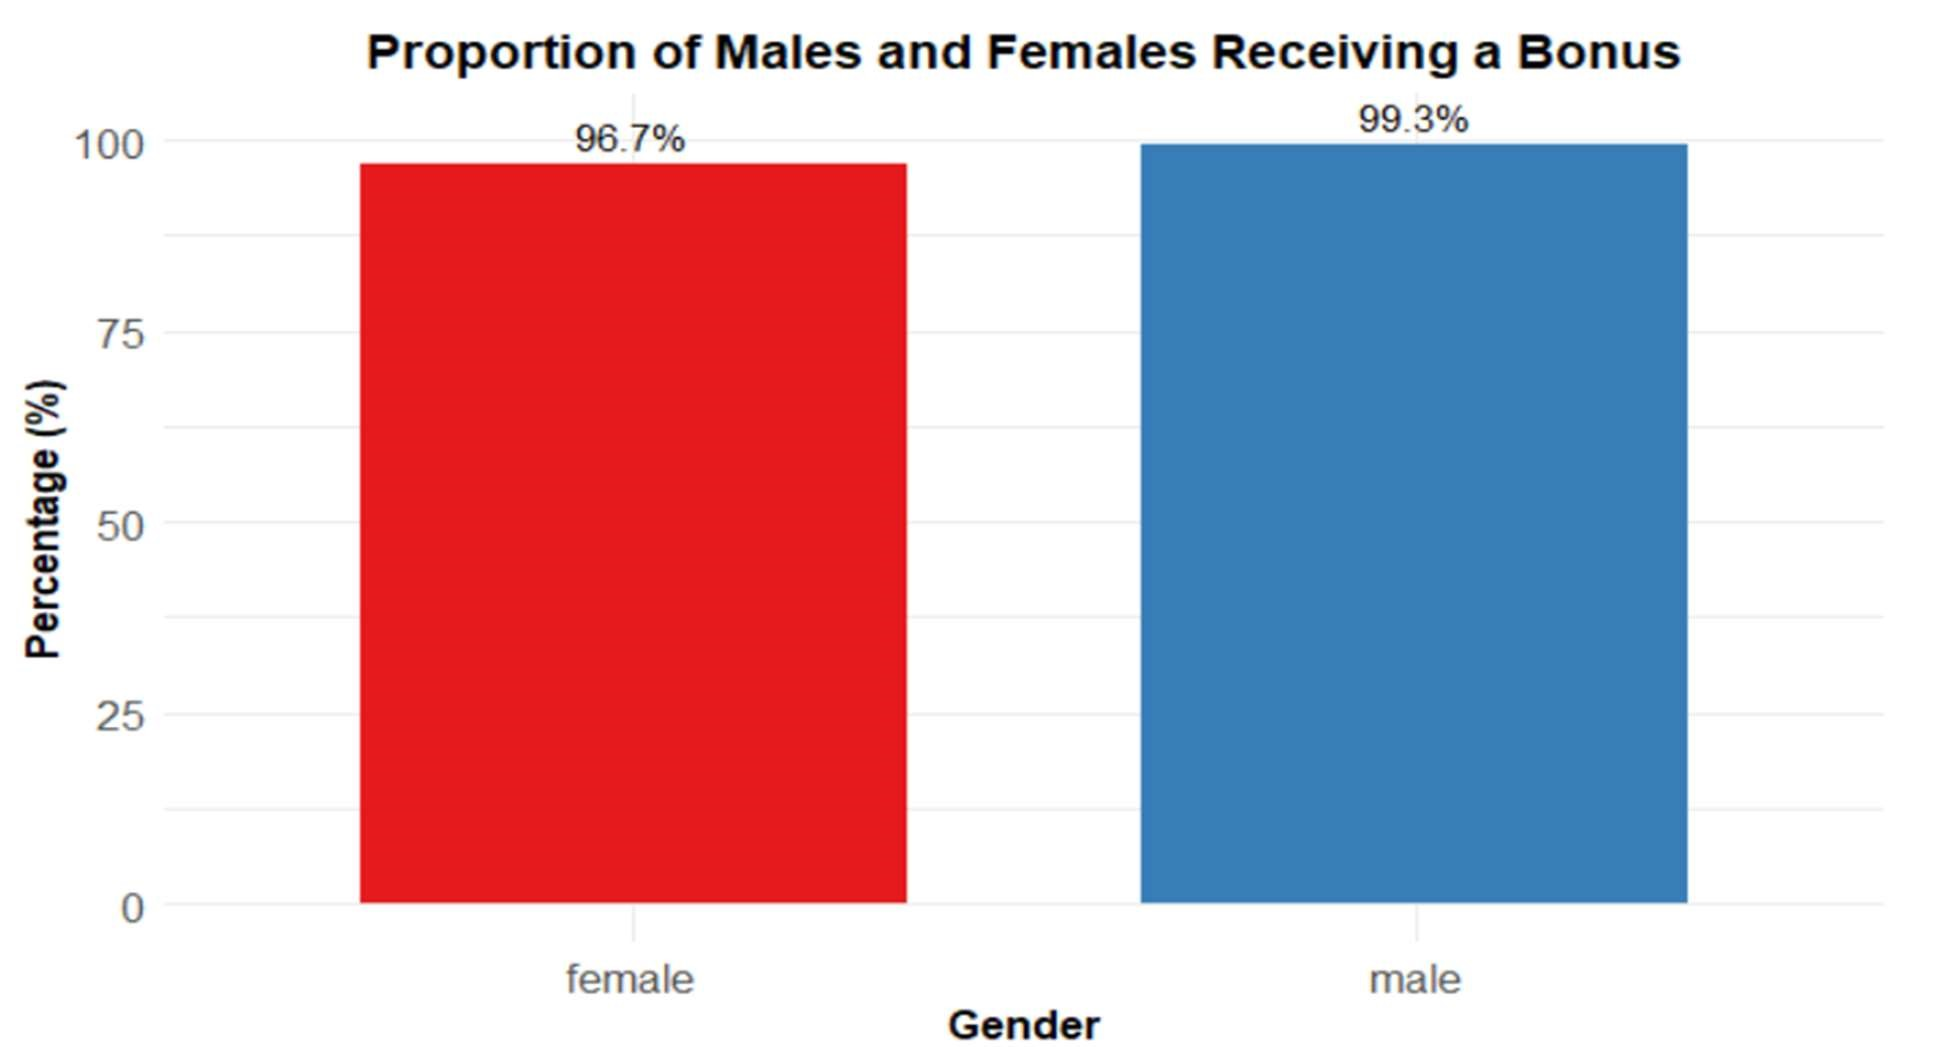 Proportion of Males and Females Receiving a Bonus
96.7%
99.3%
100
75
50
25
0
Percentage (%)
female
male
Gender